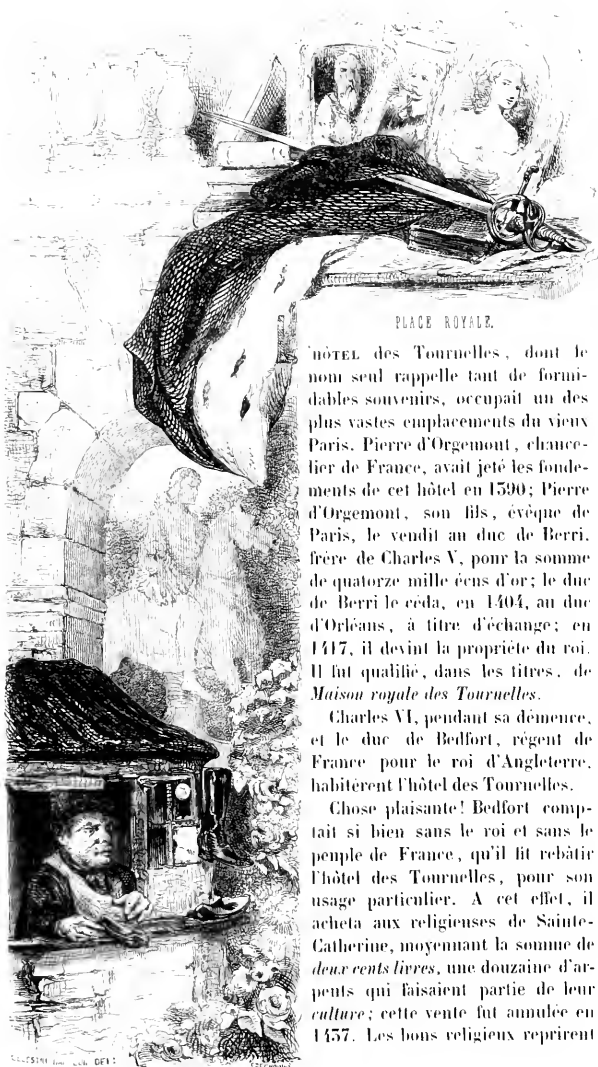 PLACE ROYALE.
'HÔTEL des Tournelles, dont le
nom seul rappelle tant de formi-
dables souvenirs, occupait un des
plus vastes emplacements du vieux
Paris. Pierre d'Orgemont, chance-
lier de France, avait jeté les fonde-
ments de cet hôtel en 1390; Pierre
d'Orgemont, son fils, évêque de
Paris, le vendit au duc de Berri,
frère de Charles V, pour la somme
de quatorze mille écus d'or; le duc
de Berri le céda, en 1404, au duc
d'Orléans, à titre d'échange; en
1417, il devint la propriété du roi.
Il fut qualifié, dans les titres, de
Maison royale des Tournelles.
Charles VI, pendant sa démence,
et le duc de Bedfort, régent de
France pour le roi d'Angleterre,
habitèrent l'hôtel des Tournelles.
Chose plaisante! Bedfort comp-
tait si bien sans le roi et sans le
peuple de France, qu'il fit rebâtir
l'hôtel des Tournelles, pour son
usage particulier. A cet effet, il
acheta aux religieuses de Sainte-
Catherine, moyennant la somme de
deux cents livres, une douzaine d'ar-
pents qui faisaient partie de leur
culture; cette vente fut annulée en
1437. Les bons religieux reprirent